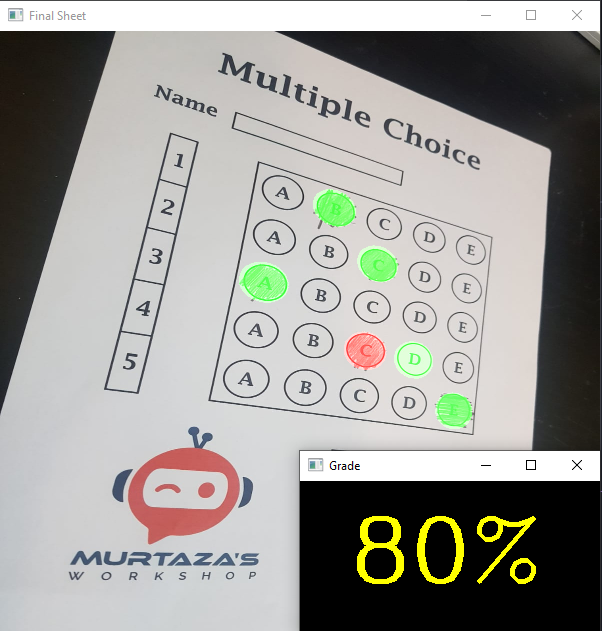 Final Sheet
Multiple Choice
Name
1
A B C D E
2
A B C D E
3
A B C D E
4
A B C D E
5
A B C D E
MURTAZA'S
WORKSHOP
Grade
80%